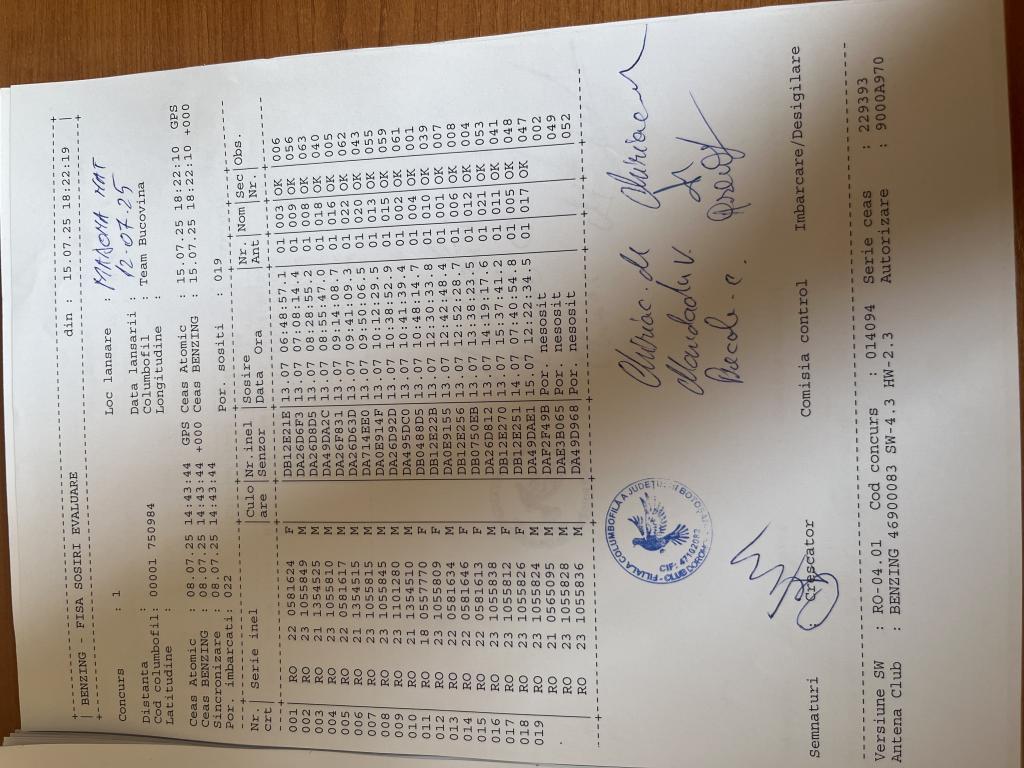 BENZING - FISA SOSIRI EVALUARE din : 15.07.25 18:22:19
Concurs : 1 Loc lansare MARCHA MAT
Distanta : Data lansarii : 12-07-25
Cod columbofil: 00001 750984 Columbofil : Team Bucovina
Latitudine : Longitudine :
Ceas Atomic : 08.07.25 14:43:44 GPS Ceas Atomic : 15.07.25 18:22:10 GPS
Ceas BENZING : 08.07.25 14:43:44 +000 Ceas BENZING : 15.07.25 18:22:10 +000
Sincronizare : 08.07.25 14:43:44
Por. imbarcati: 022 Por. sositi : 019
Nr. | Serie inel |Culo|Nr.inel |Sosire |Nr. |Nom|Sec|Obs.
crt |are |Senzor |Data Ora |Ant |Nr.
001 RO 22 0581624 F DB12E21E 13.07 06:48:57.1 01 003 OK 006
002 RO 23 1055849 M DA26D6F3 13.07 07:08:14.4 01 009 OK 056
003 RO 21 1354525 M DA26D8D5 13.07 08:28:55.2 01 008 OK 063
004 RO 23 1055810 M DA49DA2C 13.07 08:55:47.2 01 018 OK 040
005 RO 22 0581617 M DA26F831 13.07 09:14:08.7 01 016 OK 005
006 RO 21 1354515 M DA26D63D 13.07 09:41:09.3 01 022 OK 062
007 RO 23 1055815 M DA714EE0 13.07 09:50:06.5 01 020 OK 043
008 RO 23 1055845 M DA0E914F 13.07 10:12:29.5 01 013 OK 055
009 RO 23 1101280 M DA26D92D 13.07 10:38:52.9 01 015 OK 059
010 RO 21 1354510 M DA495DC0 13.07 10:41:39.4 01 002 OK 061
011 RO 18 0557770 F DB0488D5 13.07 10:48:14.7 01 004 OK 001
012 RO 23 1055809 F DB12E22B 13.07 12:30:33.8 01 010 OK 039
013 RO 22 0581634 M DA0E9155 13.07 12:42:48.4 01 001 OK 007
014 RO 22 0581646 F DB12E256 13.07 12:52:28.7 01 006 OK 008
015 RO 22 0581613 F DB0750EB 13.07 13:38:23.5 01 012 OK 004
016 RO 23 1055838 M DA26D812 13.07 14:19:17.6 01 021 OK 053
017 RO 23 1055812 F DB12E270 13.07 15:37:41.2 01 011 OK 041
018 RO 23 1055826 F DB12E251 14.07 07:40:54.8 01 005 OK 048
019 RO 23 1055824 M DA49DAE1 15.07 12:22:34.5 01 017 OK 047
RO 21 0565095 M DAF2F49B Por. nesosit 002
RO 23 1055828 M DAE3B065 Por. nesosit 049
RO 23 1055836 M DA49D968 Por. nesosit 052
FILIALA COLUMBOFILA A JUDETULUI BOTOSANI
Semnaturi Crescator Comisia control Imbarcare/Desigilare
Versiune SW : RO-04.01 Cod concurs : 014094 Serie ceas : 229393
Antena Club : BENZING 46900083 SW-4.3 HW-2.3 Autorizare : 9000A970